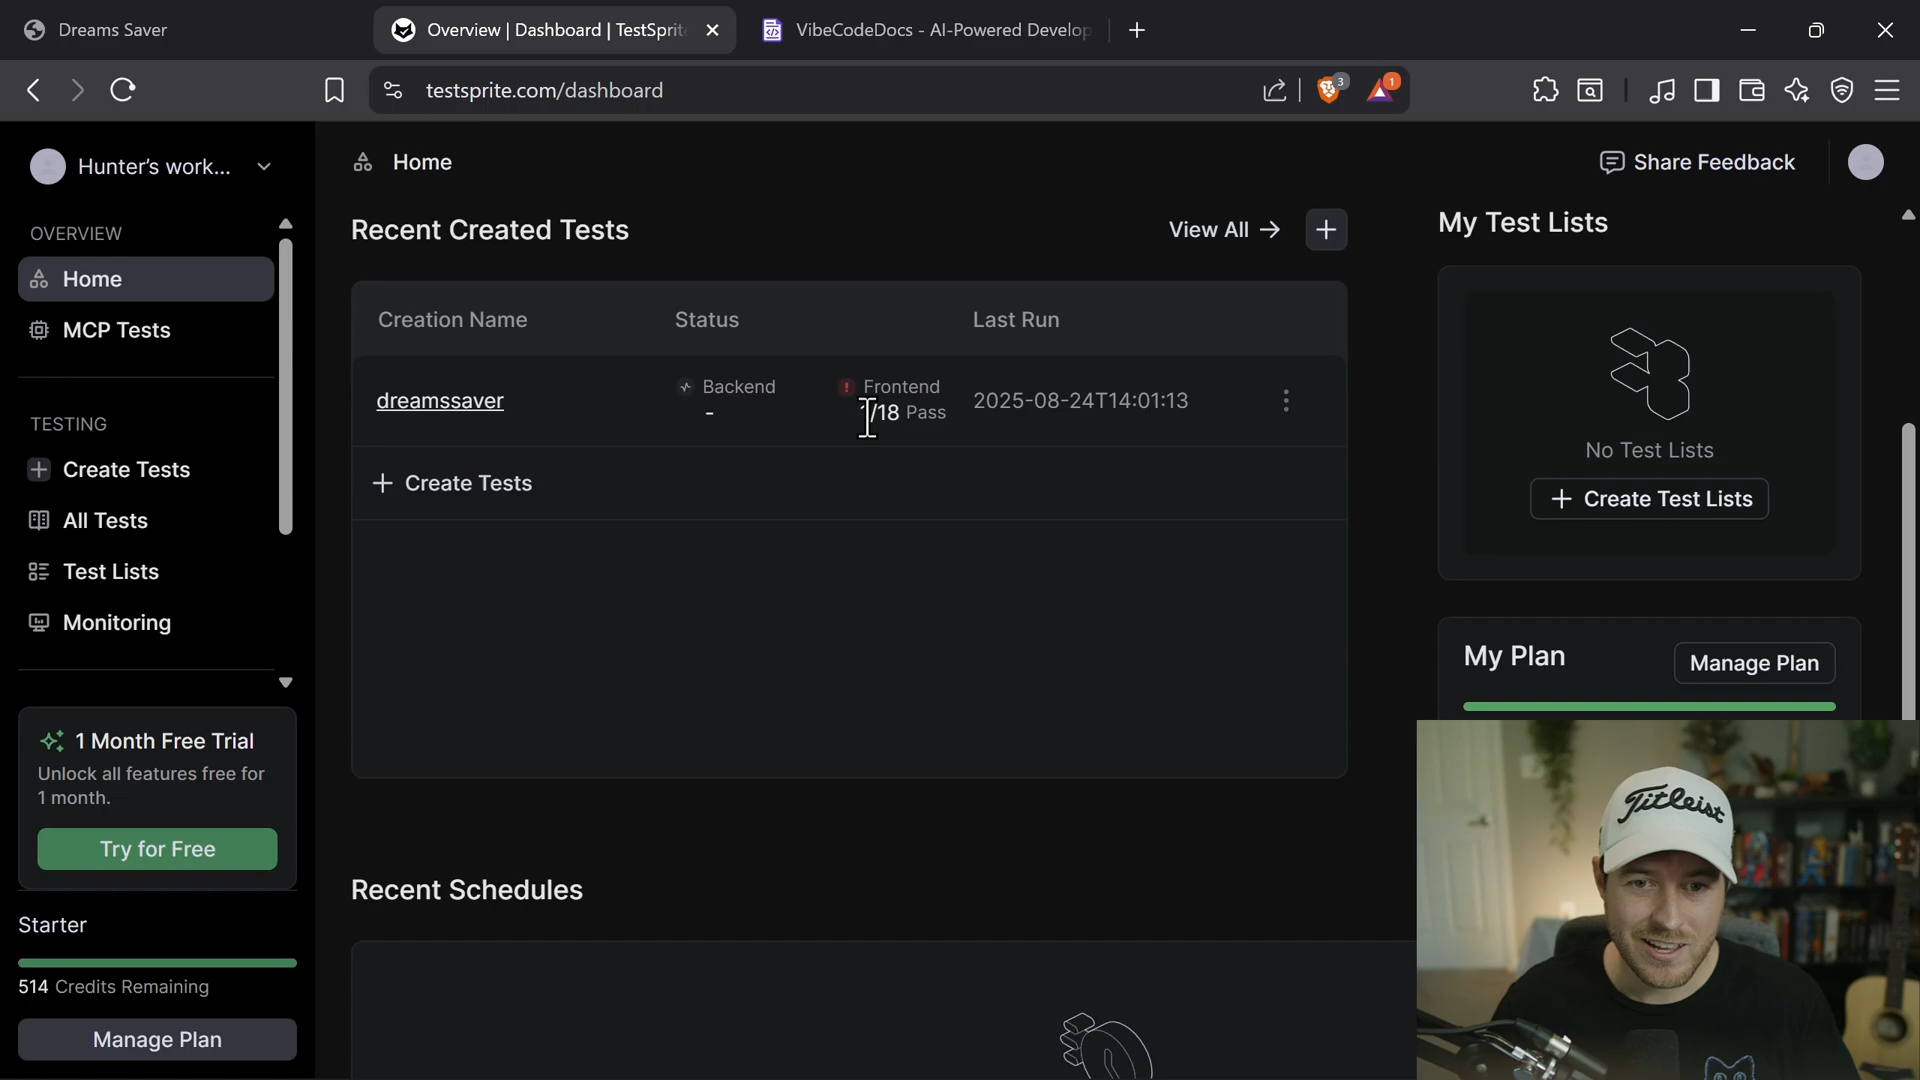 Dreams Saver
Overview | Dashboard | TestSprit
VibeCodeDocs - AI-Powered Develop
testsprite.com/dashboard
3
1
Hunter's work...
Home
Share Feedback
OVERVIEW
Home
MCP Tests
TESTING
Create Tests
All Tests
Test Lists
Monitoring
1 Month Free Trial
Unlock all features free for
1 month.
Try for Free
Starter
514 Credits Remaining
Manage Plan
Recent Created Tests
View All
Creation Name
Status
Last Run
dreamssaver
Backend
-
Frontend
/18 Pass
2025-08-24T14:01:13
Create Tests
Recent Schedules
My Test Lists
No Test Lists
Create Test Lists
My Plan
Manage Plan
Titleist